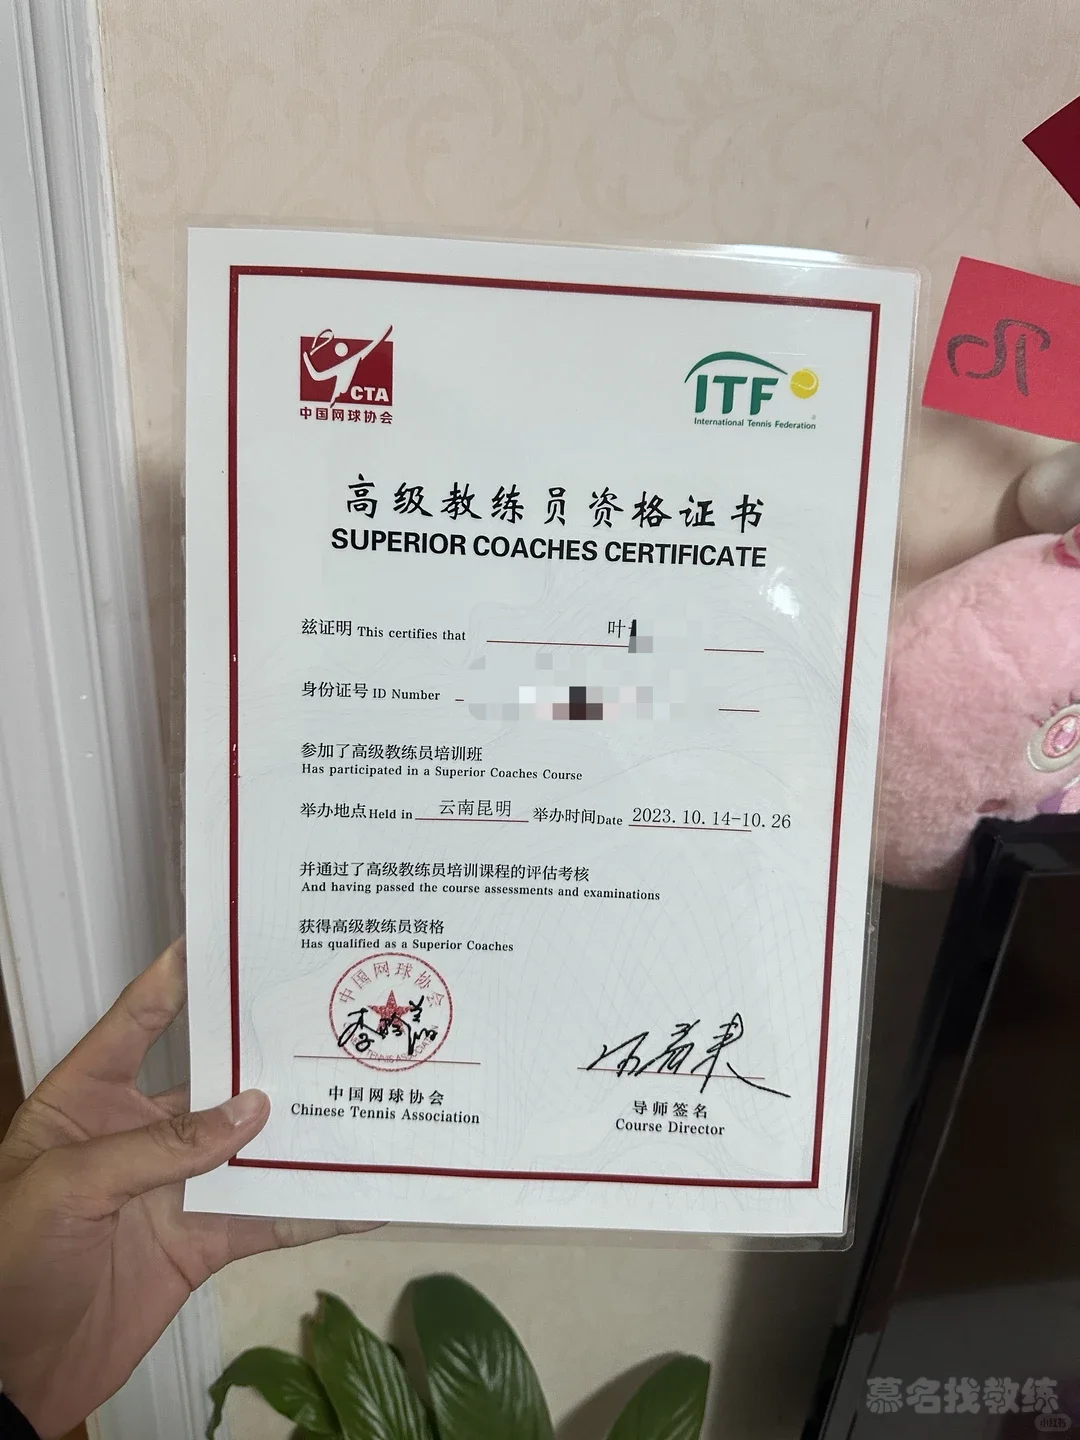 CTA
中国网球协会
ITF
International Tennis Federation
高级教练员资格证书
SUPERIOR COACHES CERTIFICATE
兹证明 This certifies that 叶
身份证号 ID Number
参加了高级教练员培训班
Has participated in a Superior Coaches Course
举办地点 Held in 云南昆明 举办时间 Date 2023.10.14-10.26
并通过了高级教练员培训课程的评估考核
And having passed the course assessments and examinations
获得高级教练员资格
Has qualified as a Superior Coaches
中国网球协会
中国网球协会
Chinese Tennis Association
导师签名
Course Director
慕名找教练
小红书